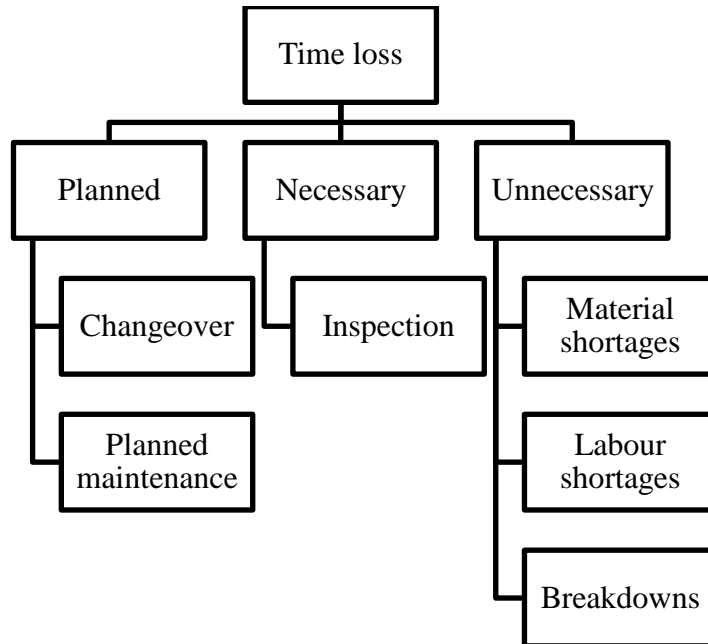 Time loss
Planned
Necessary
Unnecessary
Changeover
Inspection
Material
shortages
Planned
maintenance
Labour
shortages
Breakdowns